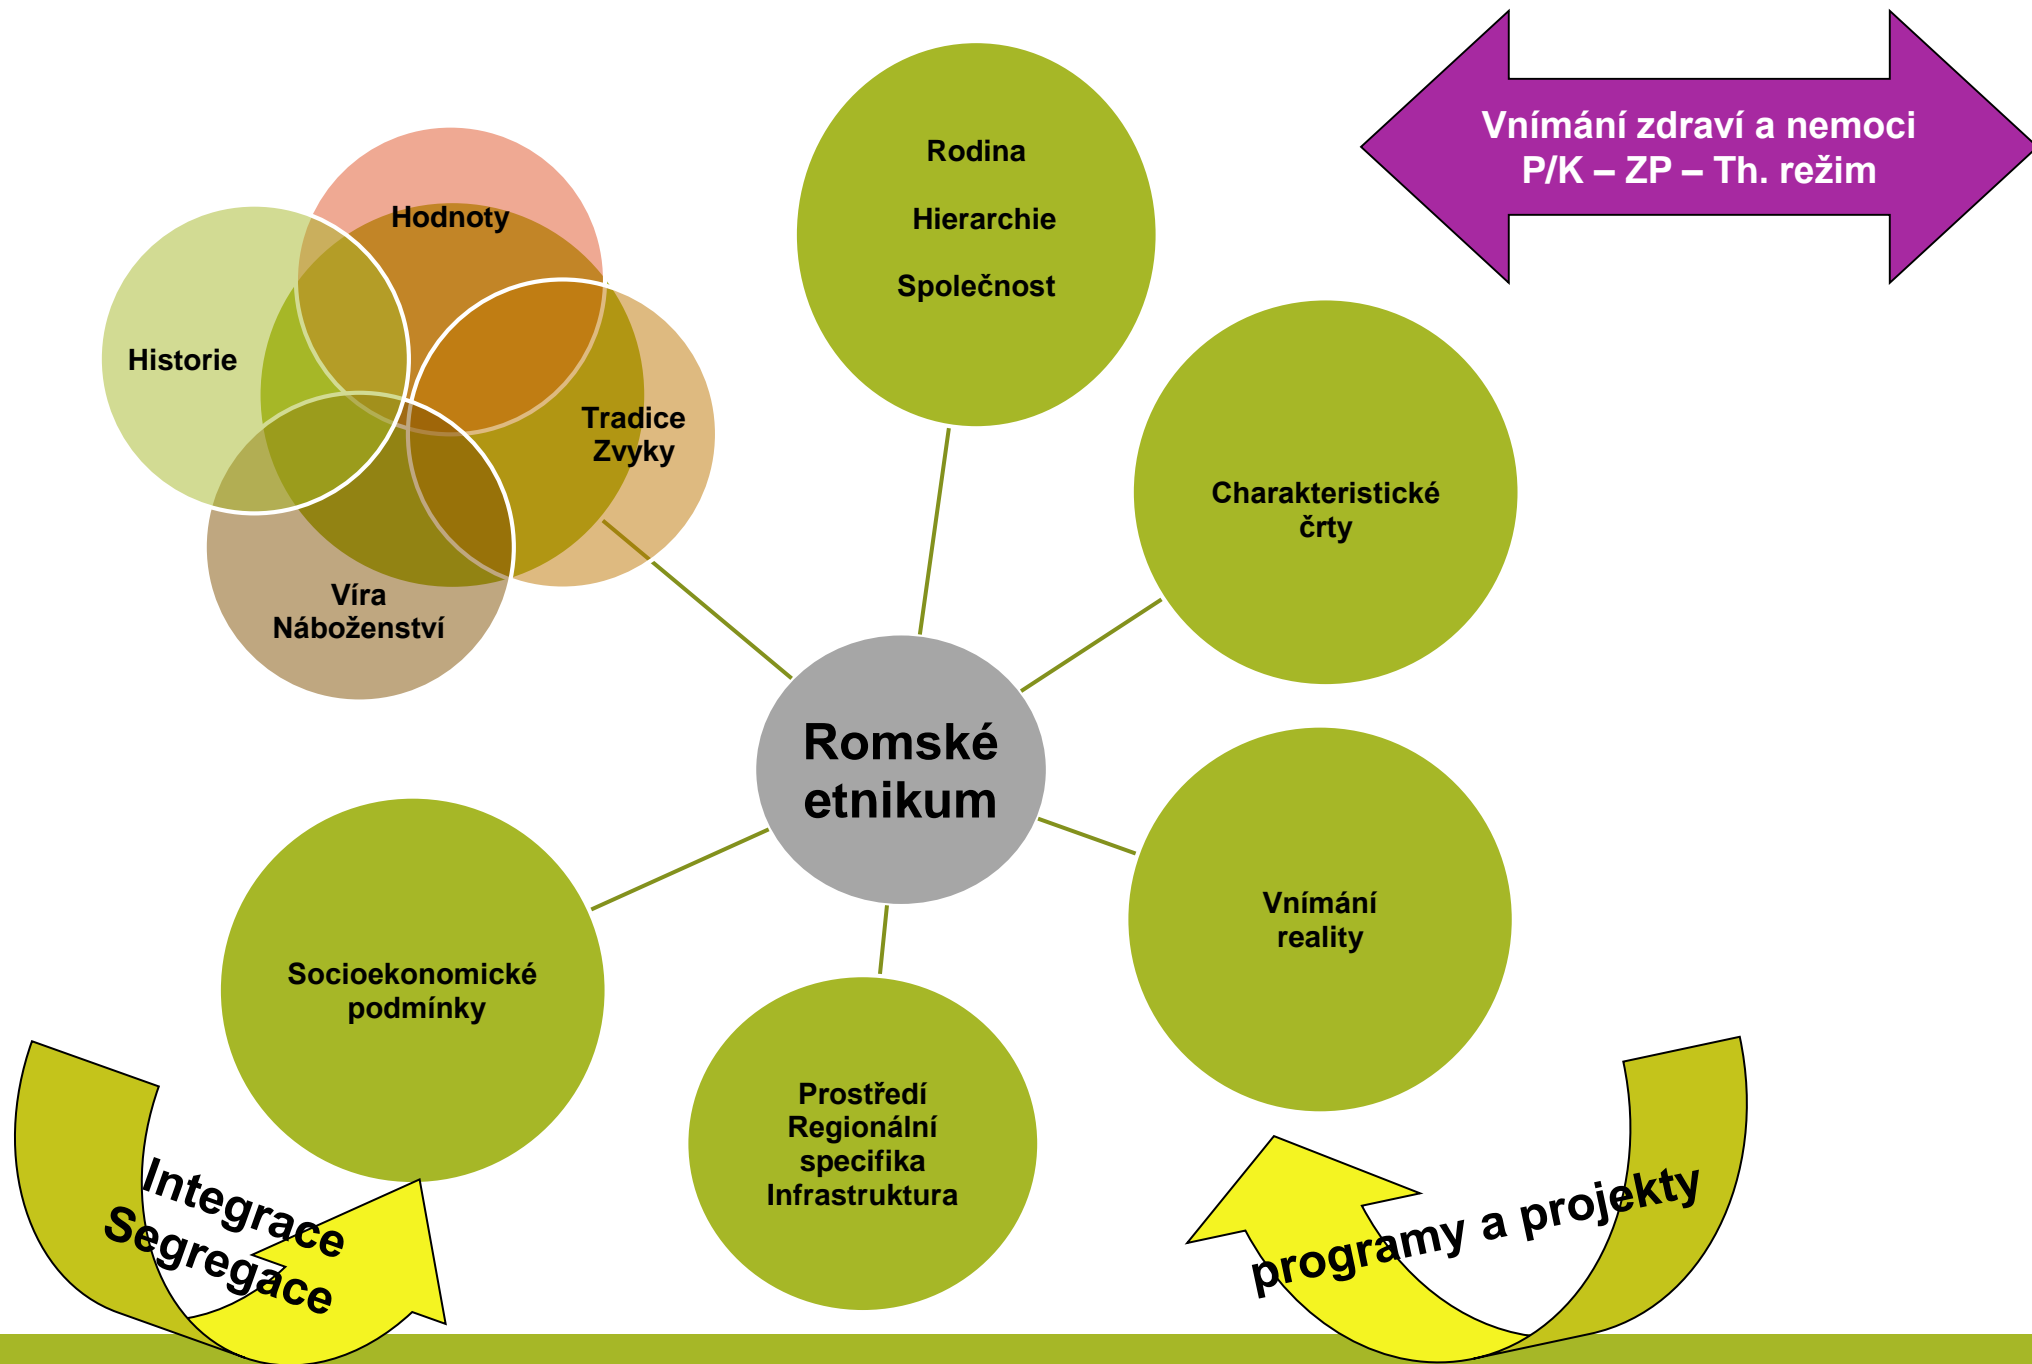 Vnímání zdraví a nemoci
P/K – ZP – Th. režim
Rodina
Hierarchie
Společnost
Hodnoty
Historie
Tradice
Zvyky
Víra
Náboženství
Charakteristické
črty
Romské
etnikum
Vnímání
reality
Socioekonomické
podmínky
Prostředí
Regionální
specifika
Infrastruktura
Integrace
Segregace
programy a projekty